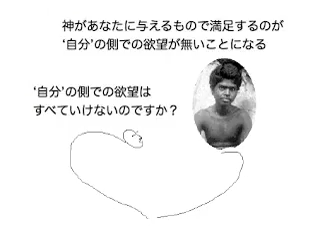 神があなたに与えるもので満足するのが
‘自分’の側での欲望が無いことになる
‘自分’の側での欲望は
すべていけないのですか？